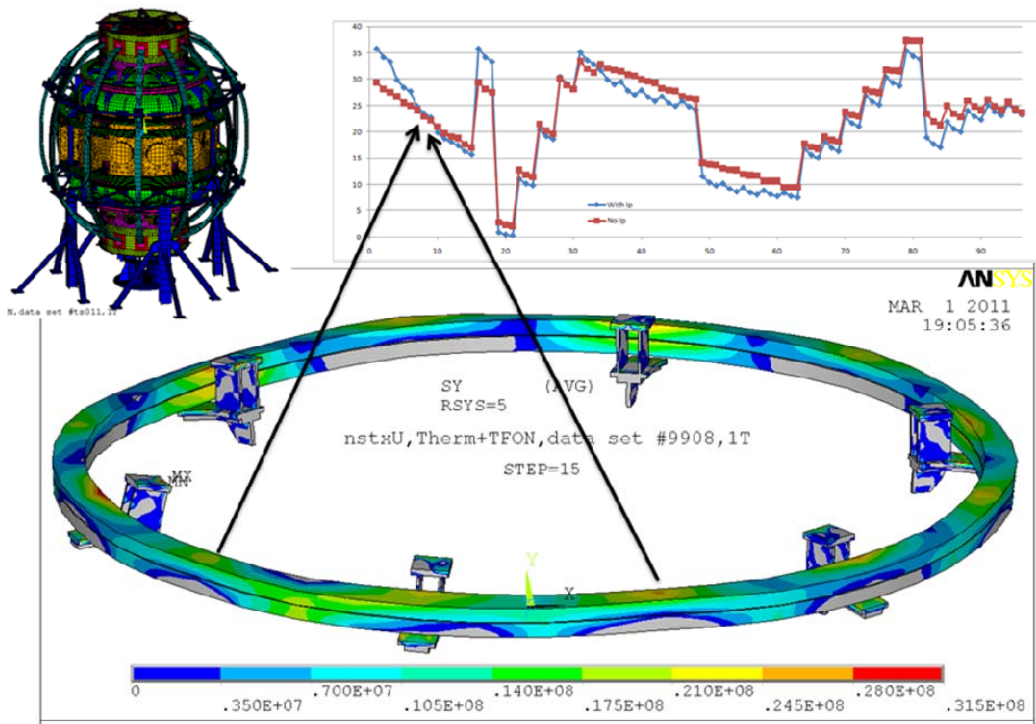 40
35
30
25
20
15
10
5
0
0 10 20 30 40 50 60 70 80 90
With Ip
No Ip
N,data set #ts011,1T
ANSYS
MAR 1 2011
19:05:36
SY (AVG)
RSYS=5
nstxU,Therm+TFON,data set #9908,1T
STEP=15
MX
MN
Y
X
0 .700E+07 .140E+08 .210E+08 .280E+08
.350E+07 .105E+08 .175E+08 .245E+08 .315E+08